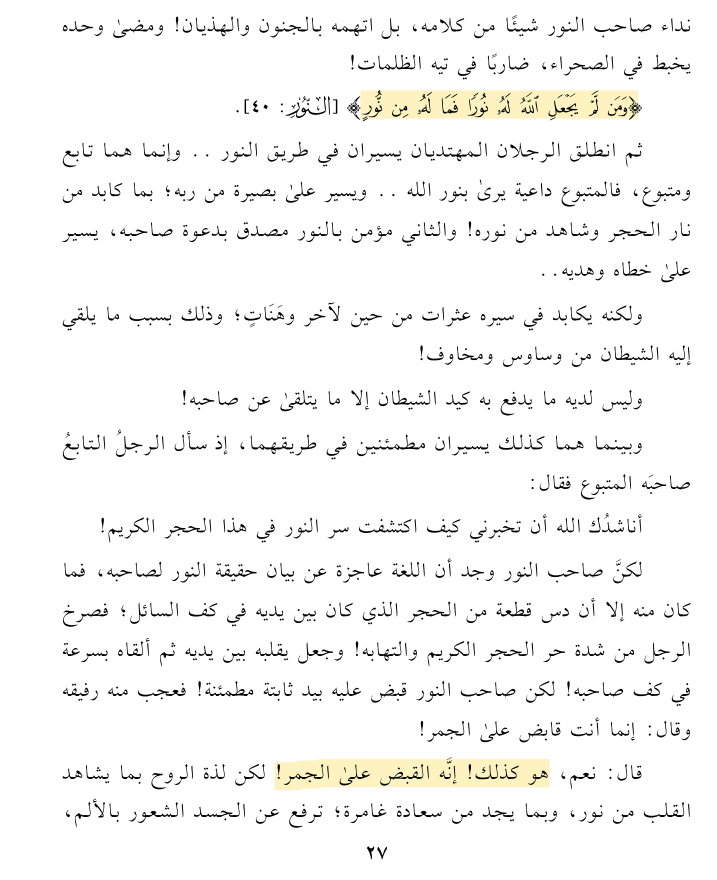 نداء صاحب النور شيئًا من كلامه، بل اتهمه بالجنون والهذيان! ومضىٰ وحده
يخبط في الصحراء، ضاربًا في تيه الظلمات!
﴿وَمَن لَّمْ يَجْعَلِ ٱللَّهُ لَهُۥ نُورًا فَمَا لَهُۥ مِن نُّورٍ﴾ [النُّور: ٤٠].
ثم انطلق الرجلان المهتديان يسيران في طريق النور . . وإنما هما تابع
ومتبوع، فالمتبوع داعية يرىٰ بنور الله . . ويسير علىٰ بصيرة من ربه؛ بما كابد من
نار الحجر وشاهد من نوره! والثاني مؤمن بالنور مصدق بدعوة صاحبه، يسير
علىٰ خطاه وهديه. .
ولكنه يكابد في سيره عثرات من حين لآخر وهَنَاتٍ؛ وذلك بسبب ما يلقي
إليه الشيطان من وساوس ومخاوف!
وليس لديه ما يدفع به كيد الشيطان إلا ما يتلقىٰ عن صاحبه!
وبينما هما كذلك يسيران مطمئنين في طريقهما، إذ سأل الرجلُ التابعُ
صاحبَه المتبوع فقال:
أناشدُك الله أن تخبرني كيف اكتشفت سر النور في هذا الحجر الكريم!
لكنَّ صاحب النور وجد أن اللغة عاجزة عن بيان حقيقة النور لصاحبه، فما
كان منه إلا أن دس قطعة من الحجر الذي كان بين يديه في كف السائل؛ فصرخ
الرجل من شدة حر الحجر الكريم والتهابه! وجعل يقلبه بين يديه ثم ألقاه بسرعة
في كف صاحبه! لكن صاحب النور قبض عليه بيد ثابتة مطمئنة! فعجب منه رفيقه
وقال: إنما أنت قابض علىٰ الجمر!
قال: نعم، هو كذلك! إنَّه القبض علىٰ الجمر! لكن لذة الروح بما يشاهد
القلب من نور، وبما يجد من سعادة غامرة؛ ترفع عن الجسد الشعور بالألم،
٢٧